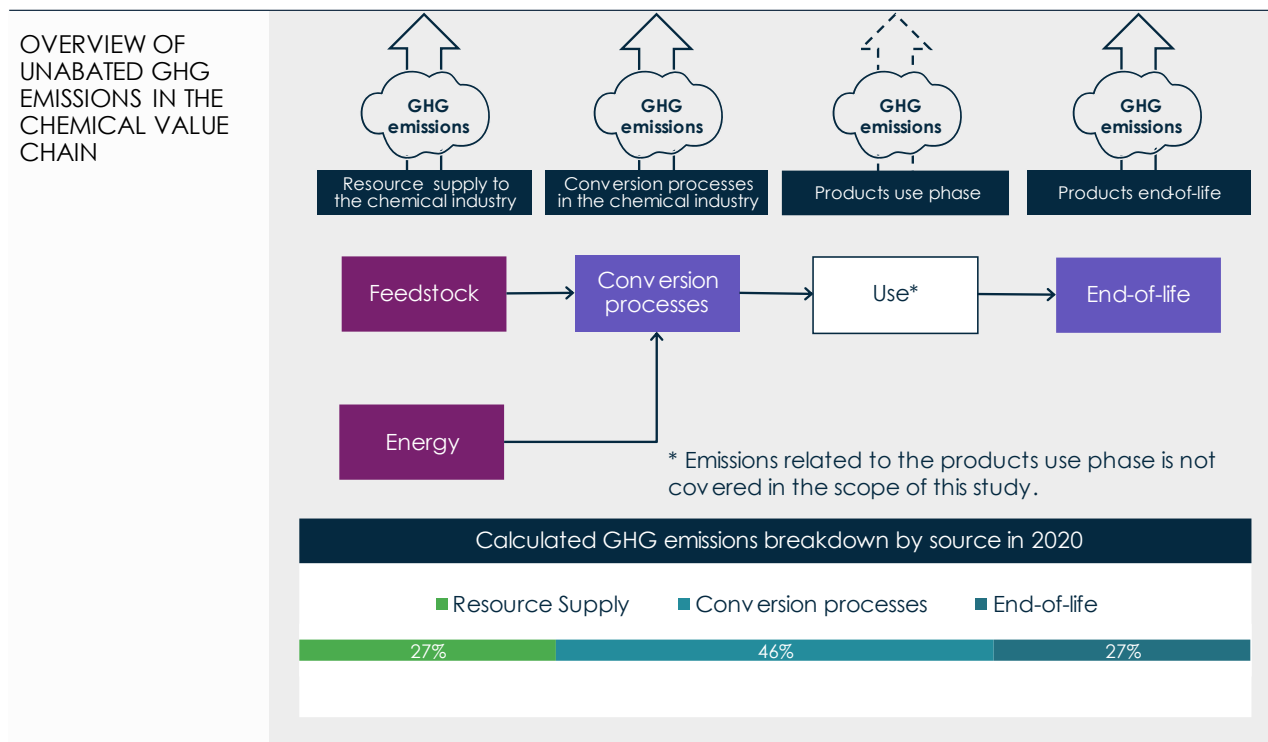 OVERVIEW OF
UNABATED GHG
EMISSIONS IN THE
CHEMICAL VALUE
CHAIN
GHG
emissions
GHG
emissions
GHG
emissions
GHG
emissions
Resource supply to
the chemical industry
Conversion processes
in the chemical industry
Products use phase
Products end-of-life
Feedstock
Conversion
processes
Use*
End-of-life
Energy
* Emissions related to the products use phase is not
covered in the scope of this study.
Calculated GHG emissions breakdown by source in 2020
Resource Supply
Conversion processes
End-of-life
27%
46%
27%